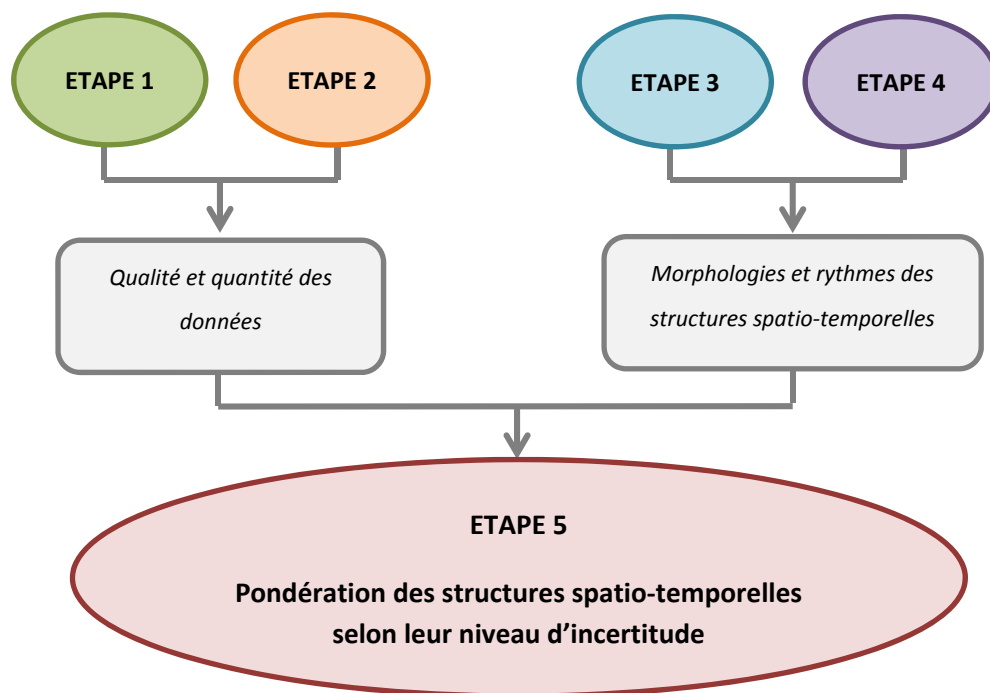 ETAPE 1
ETAPE 2
ETAPE 3
ETAPE 4
Qualité et quantité des
données
Morphologies et rythmes des
structures spatio-temporelles
ETAPE 5
Pondération des structures spatio-temporelles
selon leur niveau d’incertitude